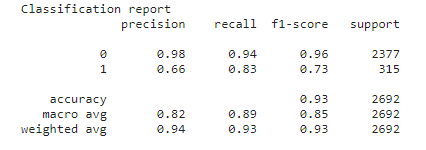 Classification report
precision recall f1-score support
0 0.98 0.94 0.96 2377
1 0.66 0.83 0.73 315
accuracy 0.93 2692
macro avg 0.82 0.89 0.85 2692
weighted avg 0.94 0.93 0.93 2692